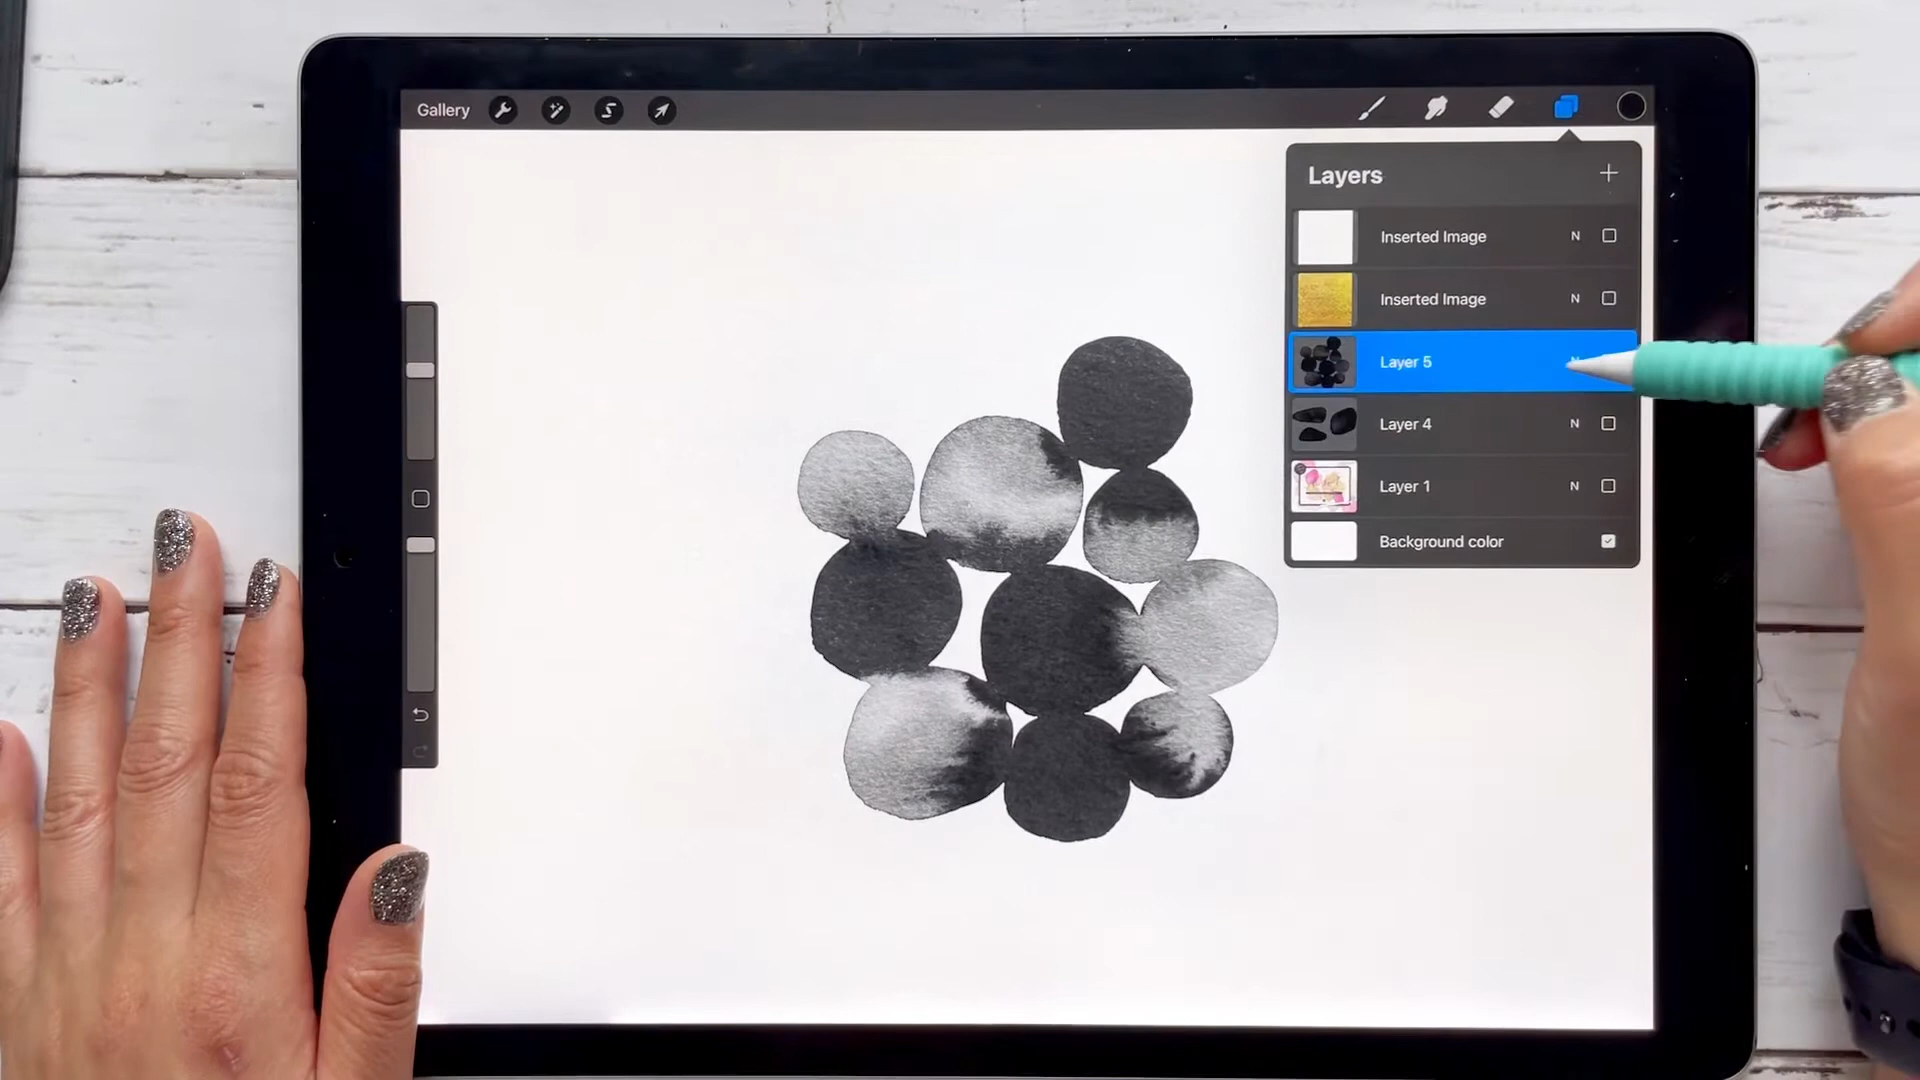 Gallery
Layers
Inserted Image N
Inserted Image N
Layer 5
Layer 4 N
Layer 1 N
Background color